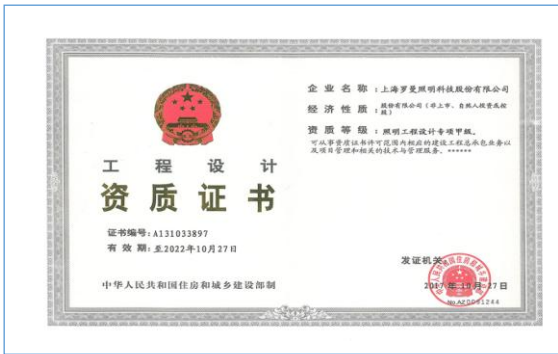 工程设计
资质证书
证书编号：A131033897
有 效 期：至2022年10月27日
中华人民共和国住房和城乡建设部制
企 业 名 称：上海罗曼照明科技股份有限公司
经 济 性 质：股份有限公司（非上市、自然人投资或控股）
资 质 等 级：照明工程设计专项甲级。
可从事资质证书许可范围内相应的建设工程总承包业务以
及项目管理和相关的技术与管理服务。******
发证机关：
2017年10月27日
No.AZ 0091244